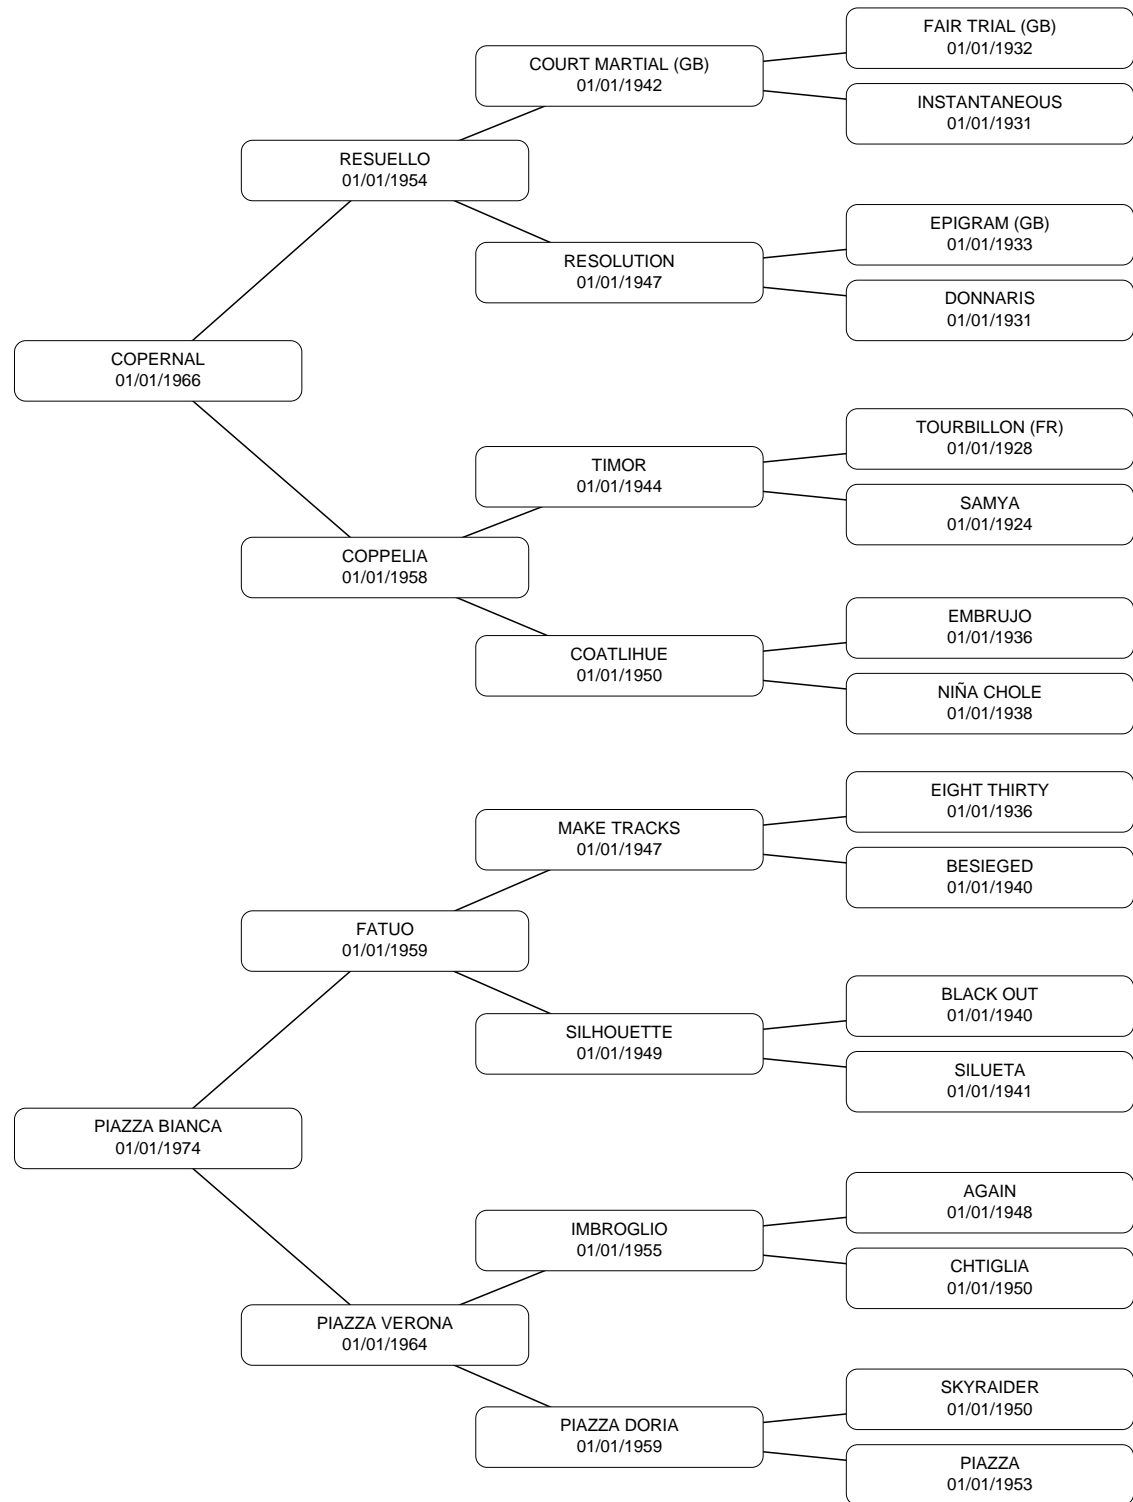 FAIR TRIAL (GB)
01/01/1932
COURT MARTIAL (GB)
01/01/1942
INSTANTANEOUS
01/01/1931
RESUELLO
01/01/1954
EPIGRAM (GB)
01/01/1933
RESOLUTION
01/01/1947
DONNARIS
01/01/1931
COPERNAL
01/01/1966
TOURBILLON (FR)
01/01/1928
TIMOR
01/01/1944
SAMYA
01/01/1924
COPPELIA
01/01/1958
EMBRUJO
01/01/1936
COATLIHUE
01/01/1950
NIÑA CHOLE
01/01/1938
EIGHT THIRTY
01/01/1936
MAKE TRACKS
01/01/1947
BESIEGED
01/01/1940
FATUO
01/01/1959
BLACK OUT
01/01/1940
SILHOUETTE
01/01/1949
SILUETA
01/01/1941
PIAZZA BIANCA
01/01/1974
AGAIN
01/01/1948
IMBROGLIO
01/01/1955
CHTIGLIA
01/01/1950
PIAZZA VERONA
01/01/1964
SKYRAIDER
01/01/1950
PIAZZA DORIA
01/01/1959
PIAZZA
01/01/1953